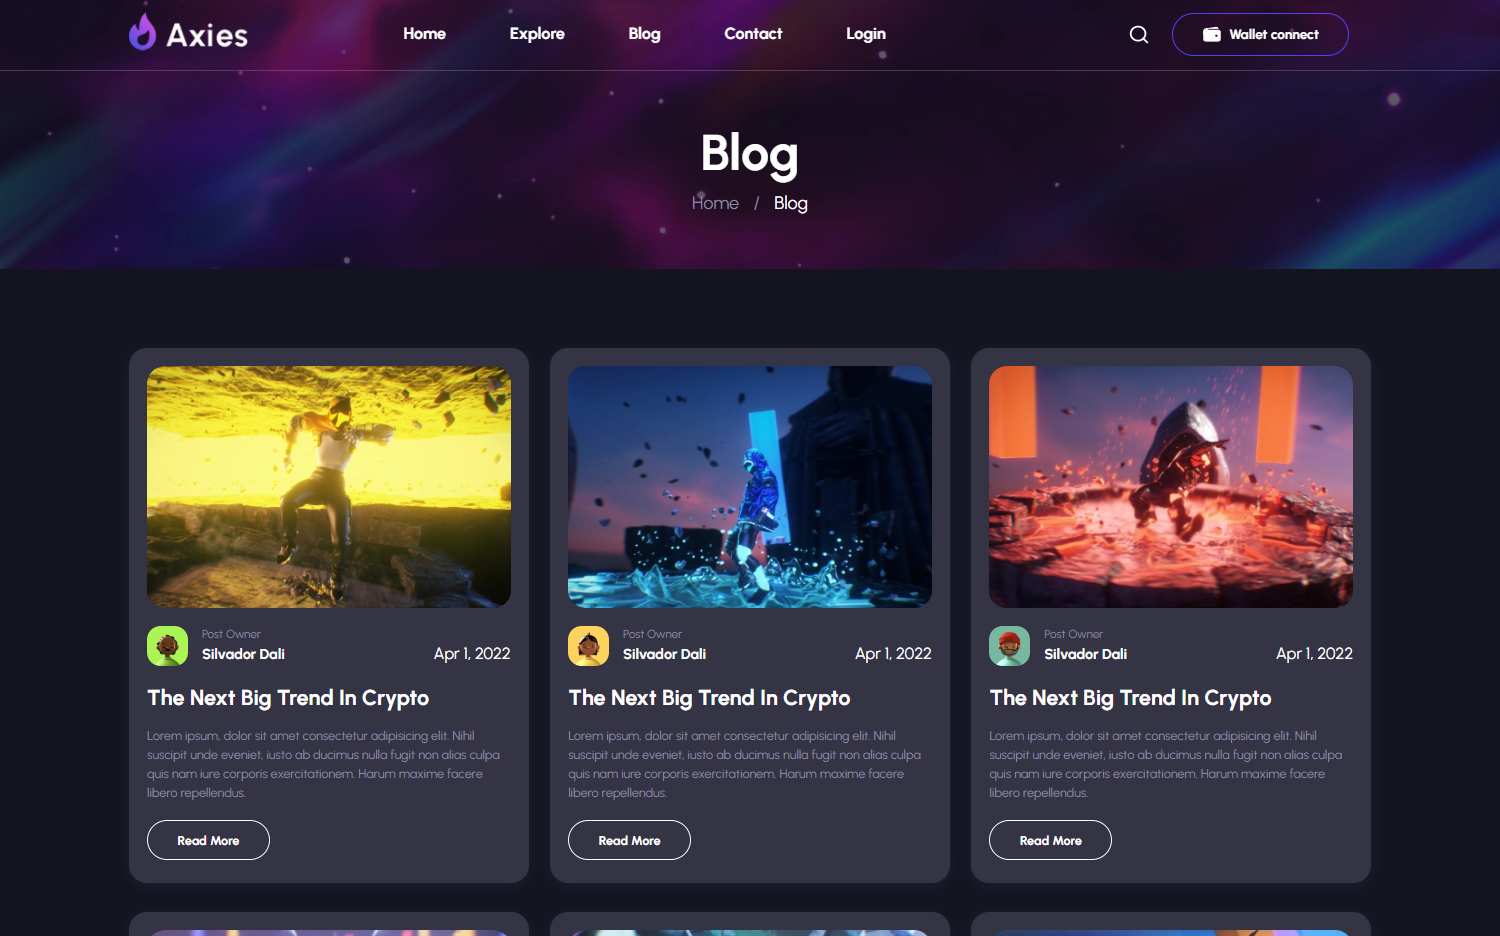 Axies
Home
Explore
Blog
Contact
Login
Wallet connect
Blog
Home / Blog
Post Owner
Silvador Dali
Apr 1, 2022
The Next Big Trend In Crypto
Lorem ipsum, dolor sit amet consectetur adipisicing elit. Nihil
suscipit unde eveniet, iusto ab ducimus nulla fugit non alias culpa
quis nam iure corporis exercitationem. Harum maxime facere
libero repellendus.
Read More
Post Owner
Silvador Dali
Apr 1, 2022
The Next Big Trend In Crypto
Lorem ipsum, dolor sit amet consectetur adipisicing elit. Nihil
suscipit unde eveniet, iusto ab ducimus nulla fugit non alias culpa
quis nam iure corporis exercitationem. Harum maxime facere
libero repellendus.
Read More
Post Owner
Silvador Dali
Apr 1, 2022
The Next Big Trend In Crypto
Lorem ipsum, dolor sit amet consectetur adipisicing elit. Nihil
suscipit unde eveniet, iusto ab ducimus nulla fugit non alias culpa
quis nam iure corporis exercitationem. Harum maxime facere
libero repellendus.
Read More